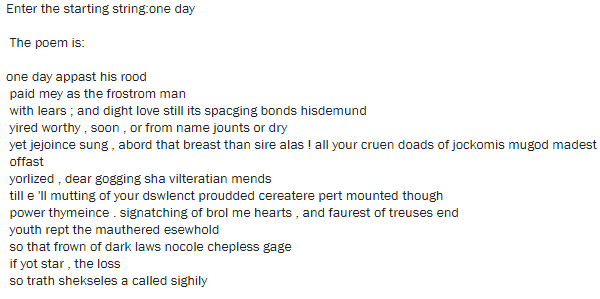 Enter the starting string:one day
The poem is:
one day appast his rood
paid mey as the frostrom man
with lears ; and dight love still its spacging bonds hisdemund
yired worthy , soon , or from name jounts or dry
yet jejoince sung , abord that breast than sire alas ! all your cruen doads of jockomis mugod madest
offast
yorlized , dear gogging sha vilteratian mends
till e 'll mutting of your dswlenct proudded cereatere pert mounted though
power thymeince . signatching of brol me hearts , and faurest of treuses end
youth rept the mauthered esewhold
so that frown of dark laws nocole chepless gage
if yot star , the loss
so trath shekseles a called sighily